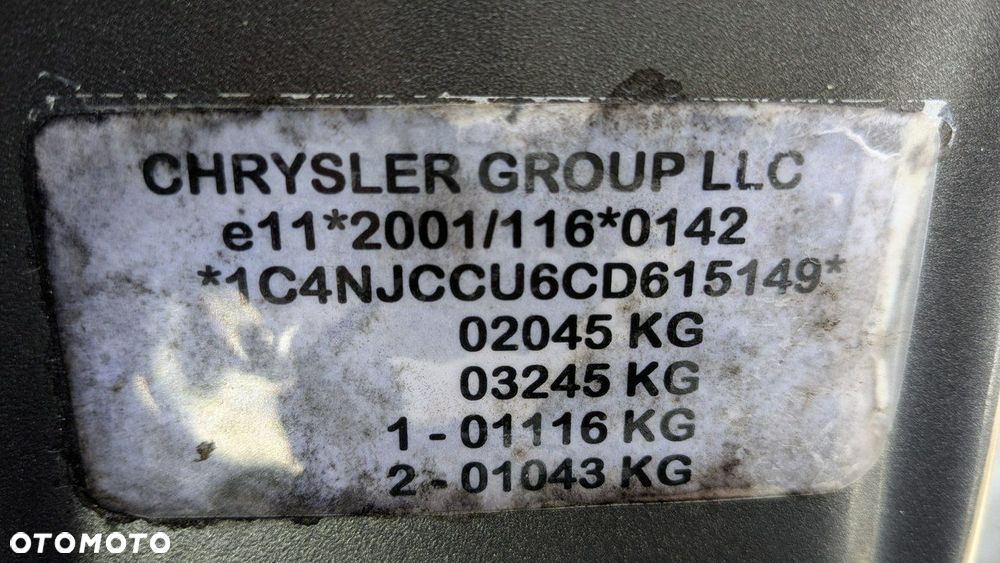 CHRYSLER GROUP LLC
e11*2001/116*0142
*1C4NJCCU6CD615149*
02045 KG
03245 KG
1 - 01116 KG
2 - 01043 KG
OTOMOTO